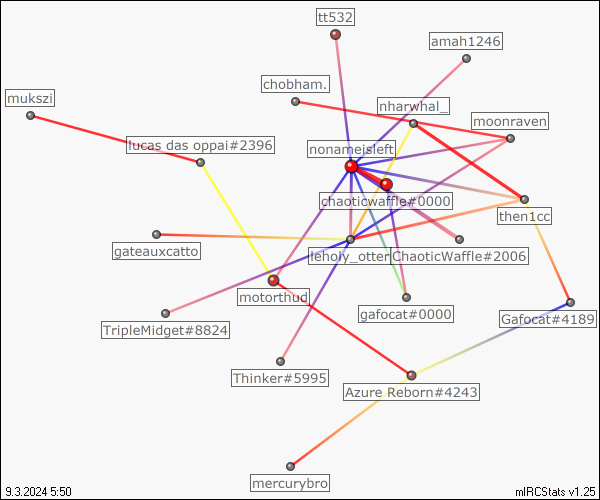 tt532
amah1246
chobham.
mukszi
nharwhal_
moonraven
lucas das oppai#2396
nonameisleft
chaoticwaffle#0000
then1cc
gateauxcatto
leholy_otter
ChaoticWaffle#2006
motorthud
gafocat#0000
Gafocat#4189
TripleMidget#8824
Thinker#5995
Azure Reborn#4243
mercurybro
9.3.2024 5:50
mIRCStats v1.25